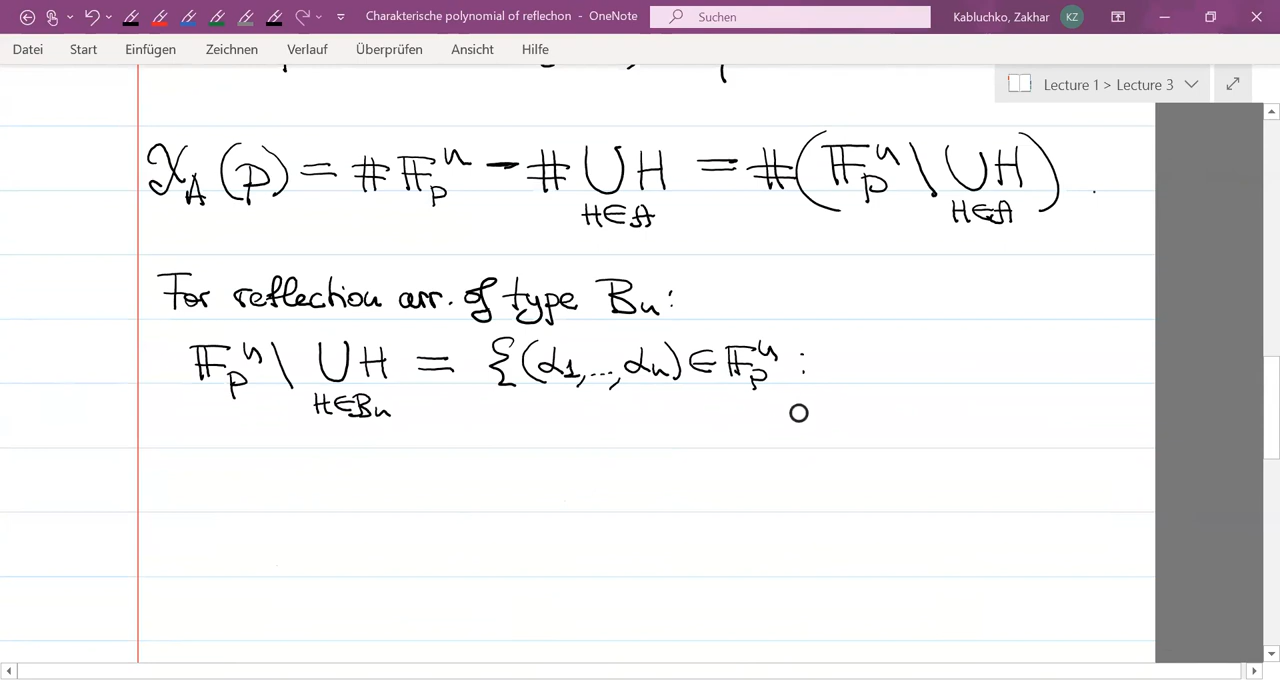 Charakterische polynomial of reflechon - OneNote
Suchen
Kabluchko, Zakhar
KZ
Datei Start Einfügen Zeichnen Verlauf Überprüfen Ansicht Hilfe
Lecture 1 > Lecture 3
χ_A(p) = #𝔽_p^n − # ⋃_{H∈A} H = #(𝔽_p^n \ ⋃_{H∈A} H).
For reflection arr. of type B_n:
𝔽_p^n \ ⋃_{H∈B_n} H = {(α_1,...,α_n) ∈ 𝔽_p^n :